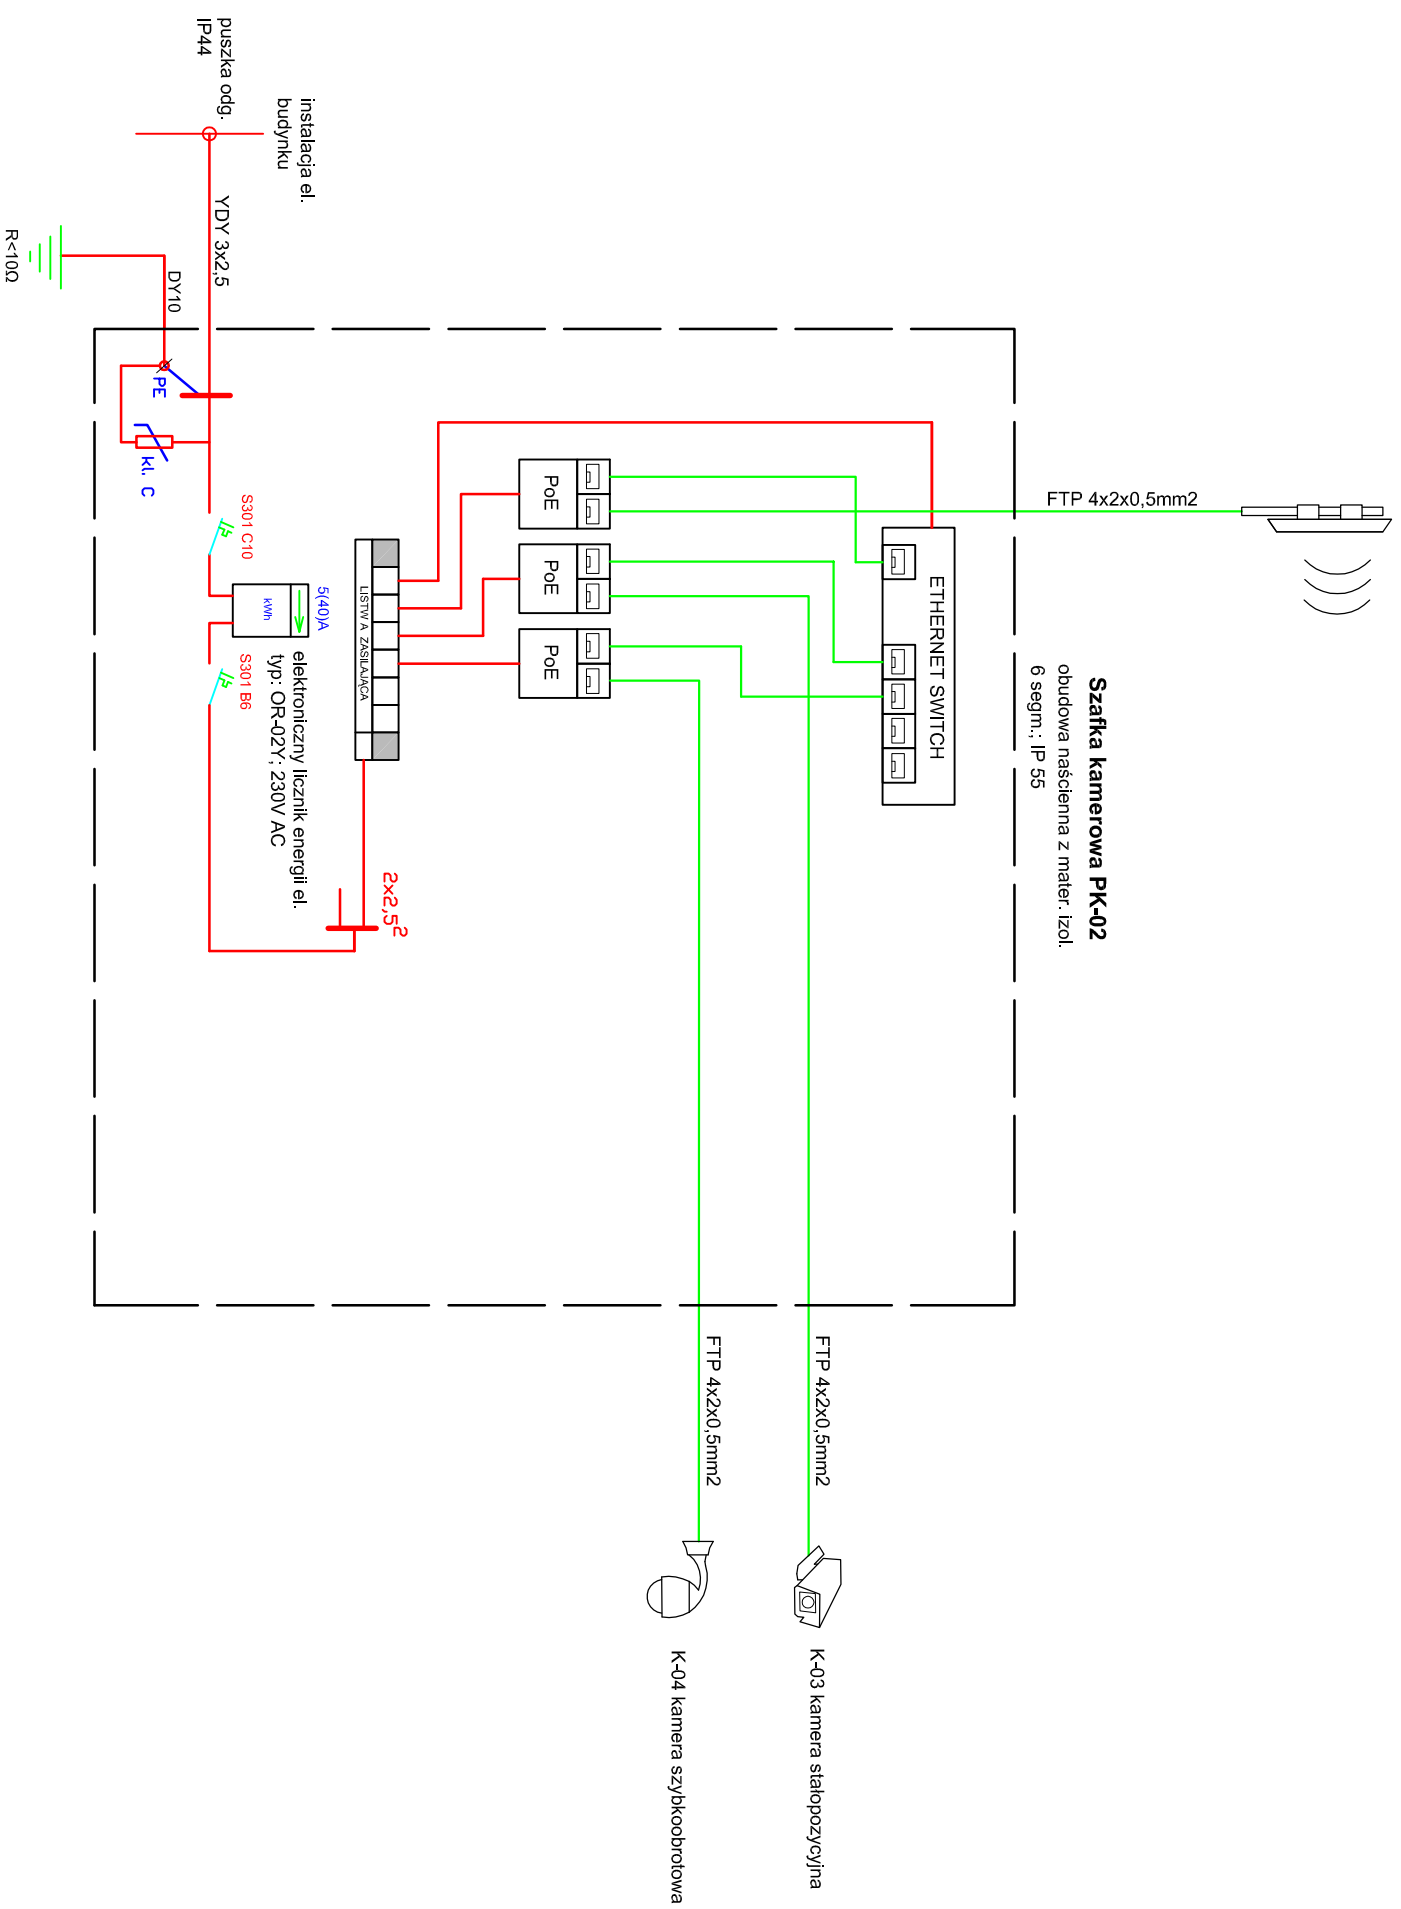 Szafka kamerowa PK-02
obudowa naścienna z mater. izol.
6 segm.; IP 55
FTP 4x2x0,5mm2
ETHERNET SWITCH
PoE
PoE
PoE
FTP 4x2x0,5mm2
K-03 kamera stałopozycyjna
FTP 4x2x0,5mm2
K-04 kamera szybkoobrotowa
LISTW A ZASILAJĄCA
2x2,5²
instalacja el.
budynku
5(40)A
kWh
elektroniczny licznik energii el.
typ: OR-02Y; 230V AC
puszka odg.
IP44
YDY 3x2,5
S301 C10
S301 B6
DY10
PE
kl. C
R<10Ω